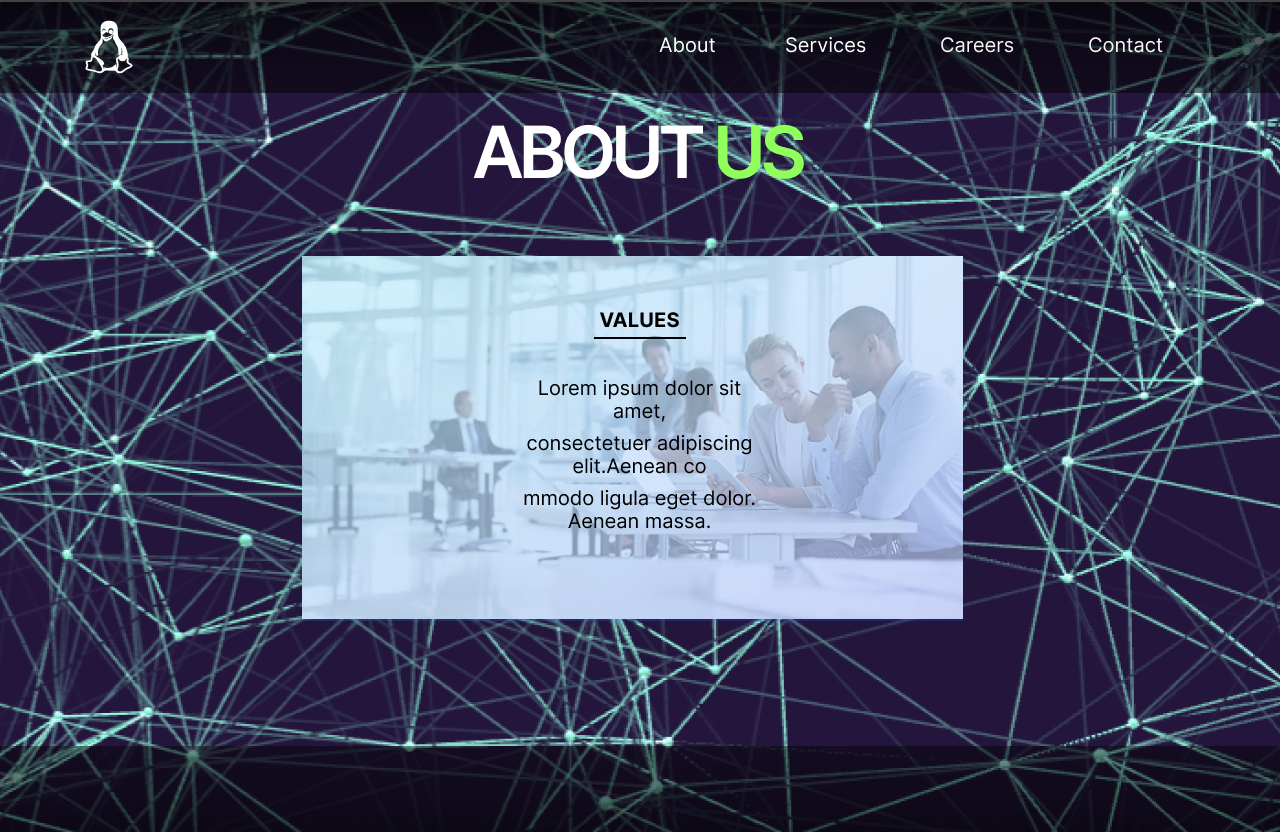 About Services Careers Contact
ABOUT US
VALUES
Lorem ipsum dolor sit
amet,
consectetuer adipiscing
elit.Aenean co
mmodo ligula eget dolor.
Aenean massa.